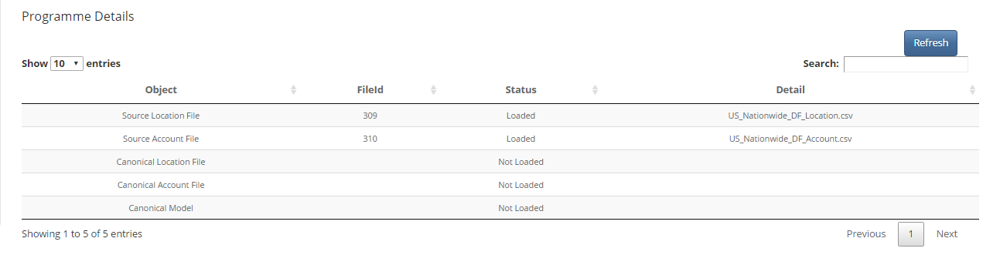 Programme Details
Refresh
Show 10 entries Search:
Object FileId Status Detail
Source Location File 309 Loaded US_Nationwide_DF_Location.csv
Source Account File 310 Loaded US_Nationwide_DF_Account.csv
Canonical Location File Not Loaded
Canonical Account File Not Loaded
Canonical Model Not Loaded
Showing 1 to 5 of 5 entries Previous 1 Next